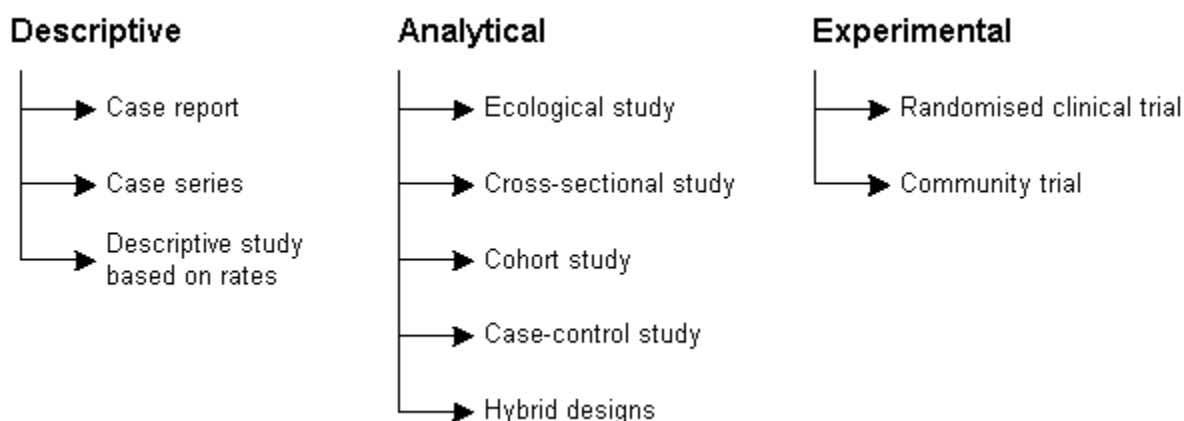 Descriptive
Case report
Case series
Descriptive study
based on rates
Analytical
Ecological study
Cross-sectional study
Cohort study
Case-control study
Hybrid designs
Experimental
Randomised clinical trial
Community trial